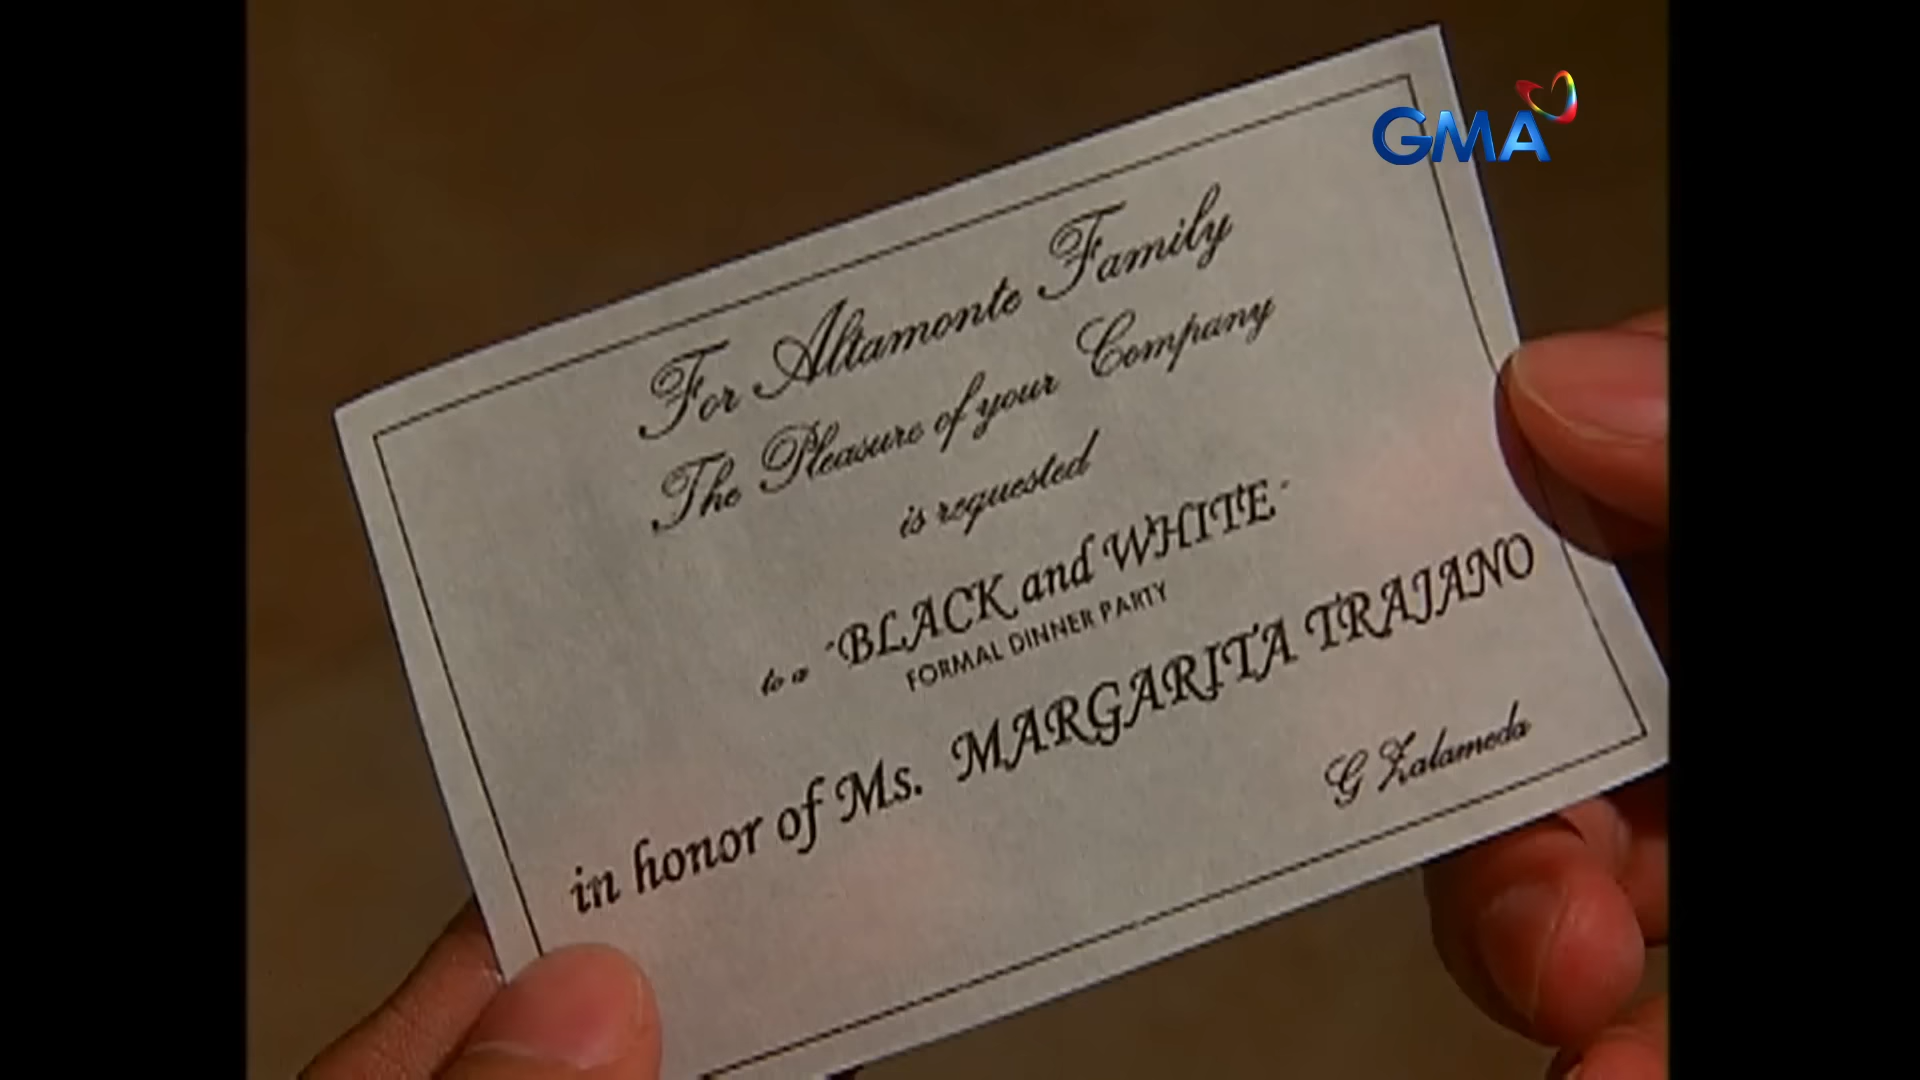 GMA
For Altamonte Family
The Pleasure of your Company
is requested
to a "BLACK and WHITE"
FORMAL DINNER PARTY
in honor of Ms. MARGARITA TRAJANO
G Zalameda